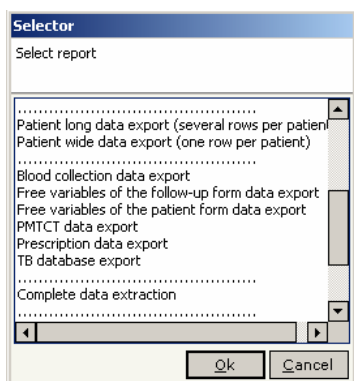 Selector
Select report
................................................
Patient long data export (several rows per patien
Patient wide data export (one row per patient)
................................................
Blood collection data export
Free variables of the follow-up form data export
Free variables of the patient form data export
PMTCT data export
Prescription data export
TB database export
................................................
Complete data extraction
................................................
Ok
Cancel